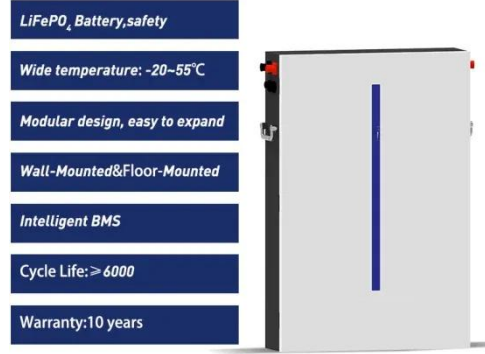 LiFePO₄ Battery,safety
Wide temperature: -20~55℃
Modular design, easy to expand
Wall-Mounted&Floor-Mounted
Intelligent BMS
Cycle Life:≥6000
Warranty:10 years